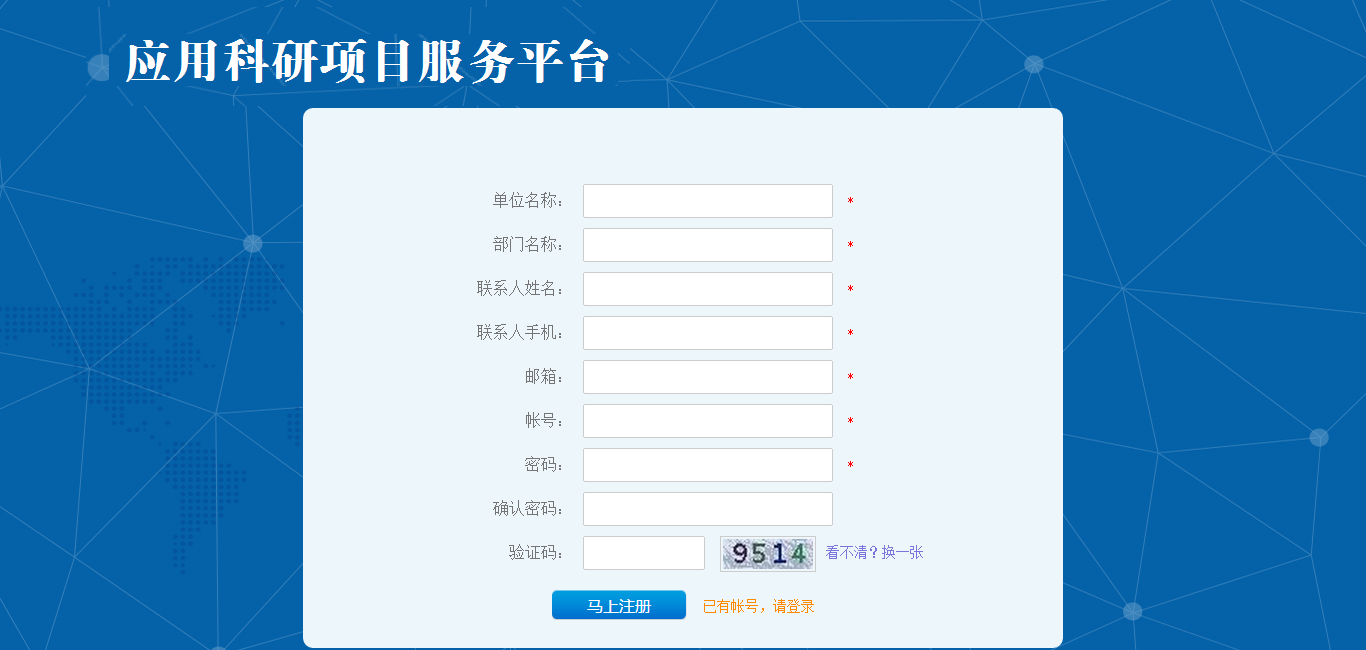 应用科研项目服务平台
单位名称： *
部门名称： *
联系人姓名： *
联系人手机： *
邮箱： *
帐号： *
密码： *
确认密码：
验证码： 9514 看不清？换一张
马上注册 已有帐号，请登录